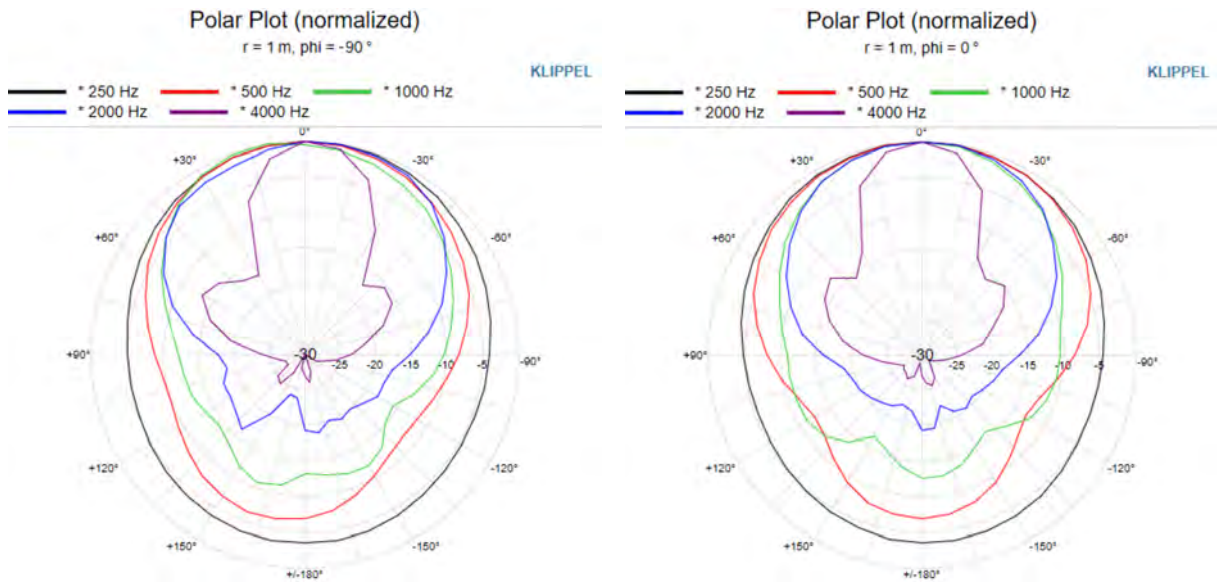 Polar Plot (normalized)
r = 1 m, phi = -90 °
KLIPPEL
* 250 Hz * 500 Hz * 1000 Hz
* 2000 Hz * 4000 Hz
0°
+30° -30°
+60° -60°
+90° -30 -25 -20 -15 -10 -5 -90°
+120° -120°
+150° -150°
+/-180°
Polar Plot (normalized)
r = 1 m, phi = 0 °
KLIPPEL
* 250 Hz * 500 Hz * 1000 Hz
* 2000 Hz * 4000 Hz
0°
+30° -30°
+60° -60°
+90° -30 -25 -20 -15 -10 -5 -90°
+120° -120°
+150° -150°
+/-180°